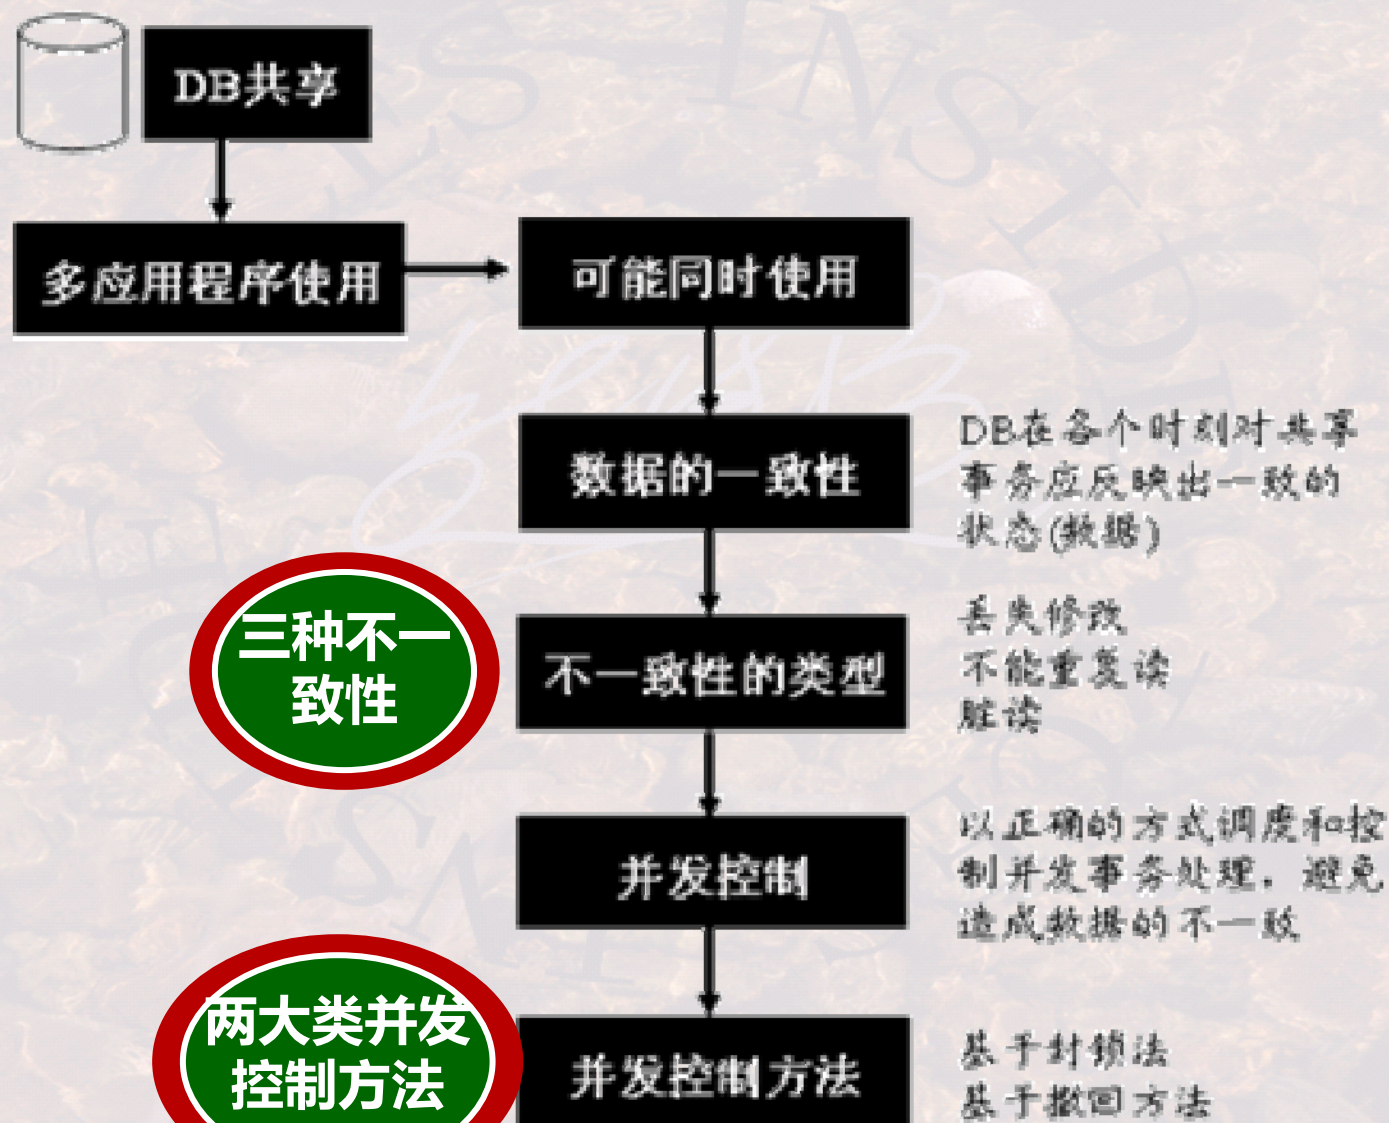 DB共享
多应用程序使用
可能同时使用
数据的一致性
DB在各个时刻对共享
事务应反映出一致的
状态(数据)
三种不一
致性
不一致性的类型
丢失修改
不能重复读
脏读
并发控制
以正确的方式调度和控
制并发事务处理，避免
造成数据的不一致
两大类并发
控制方法
并发控制方法
基于封锁法
基于撤回方法